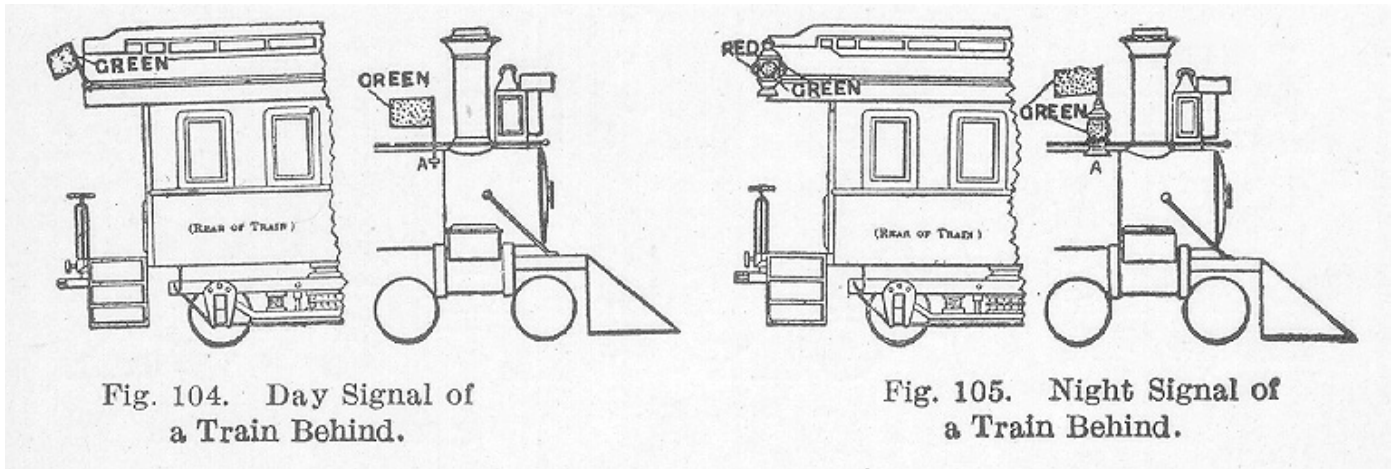 GREEN
GREEN
A
(REAR OF TRAIN)
Fig. 104. Day Signal of
a Train Behind.
RED
GREEN
GREEN
A
(REAR OF TRAIN)
Fig. 105. Night Signal of
a Train Behind.